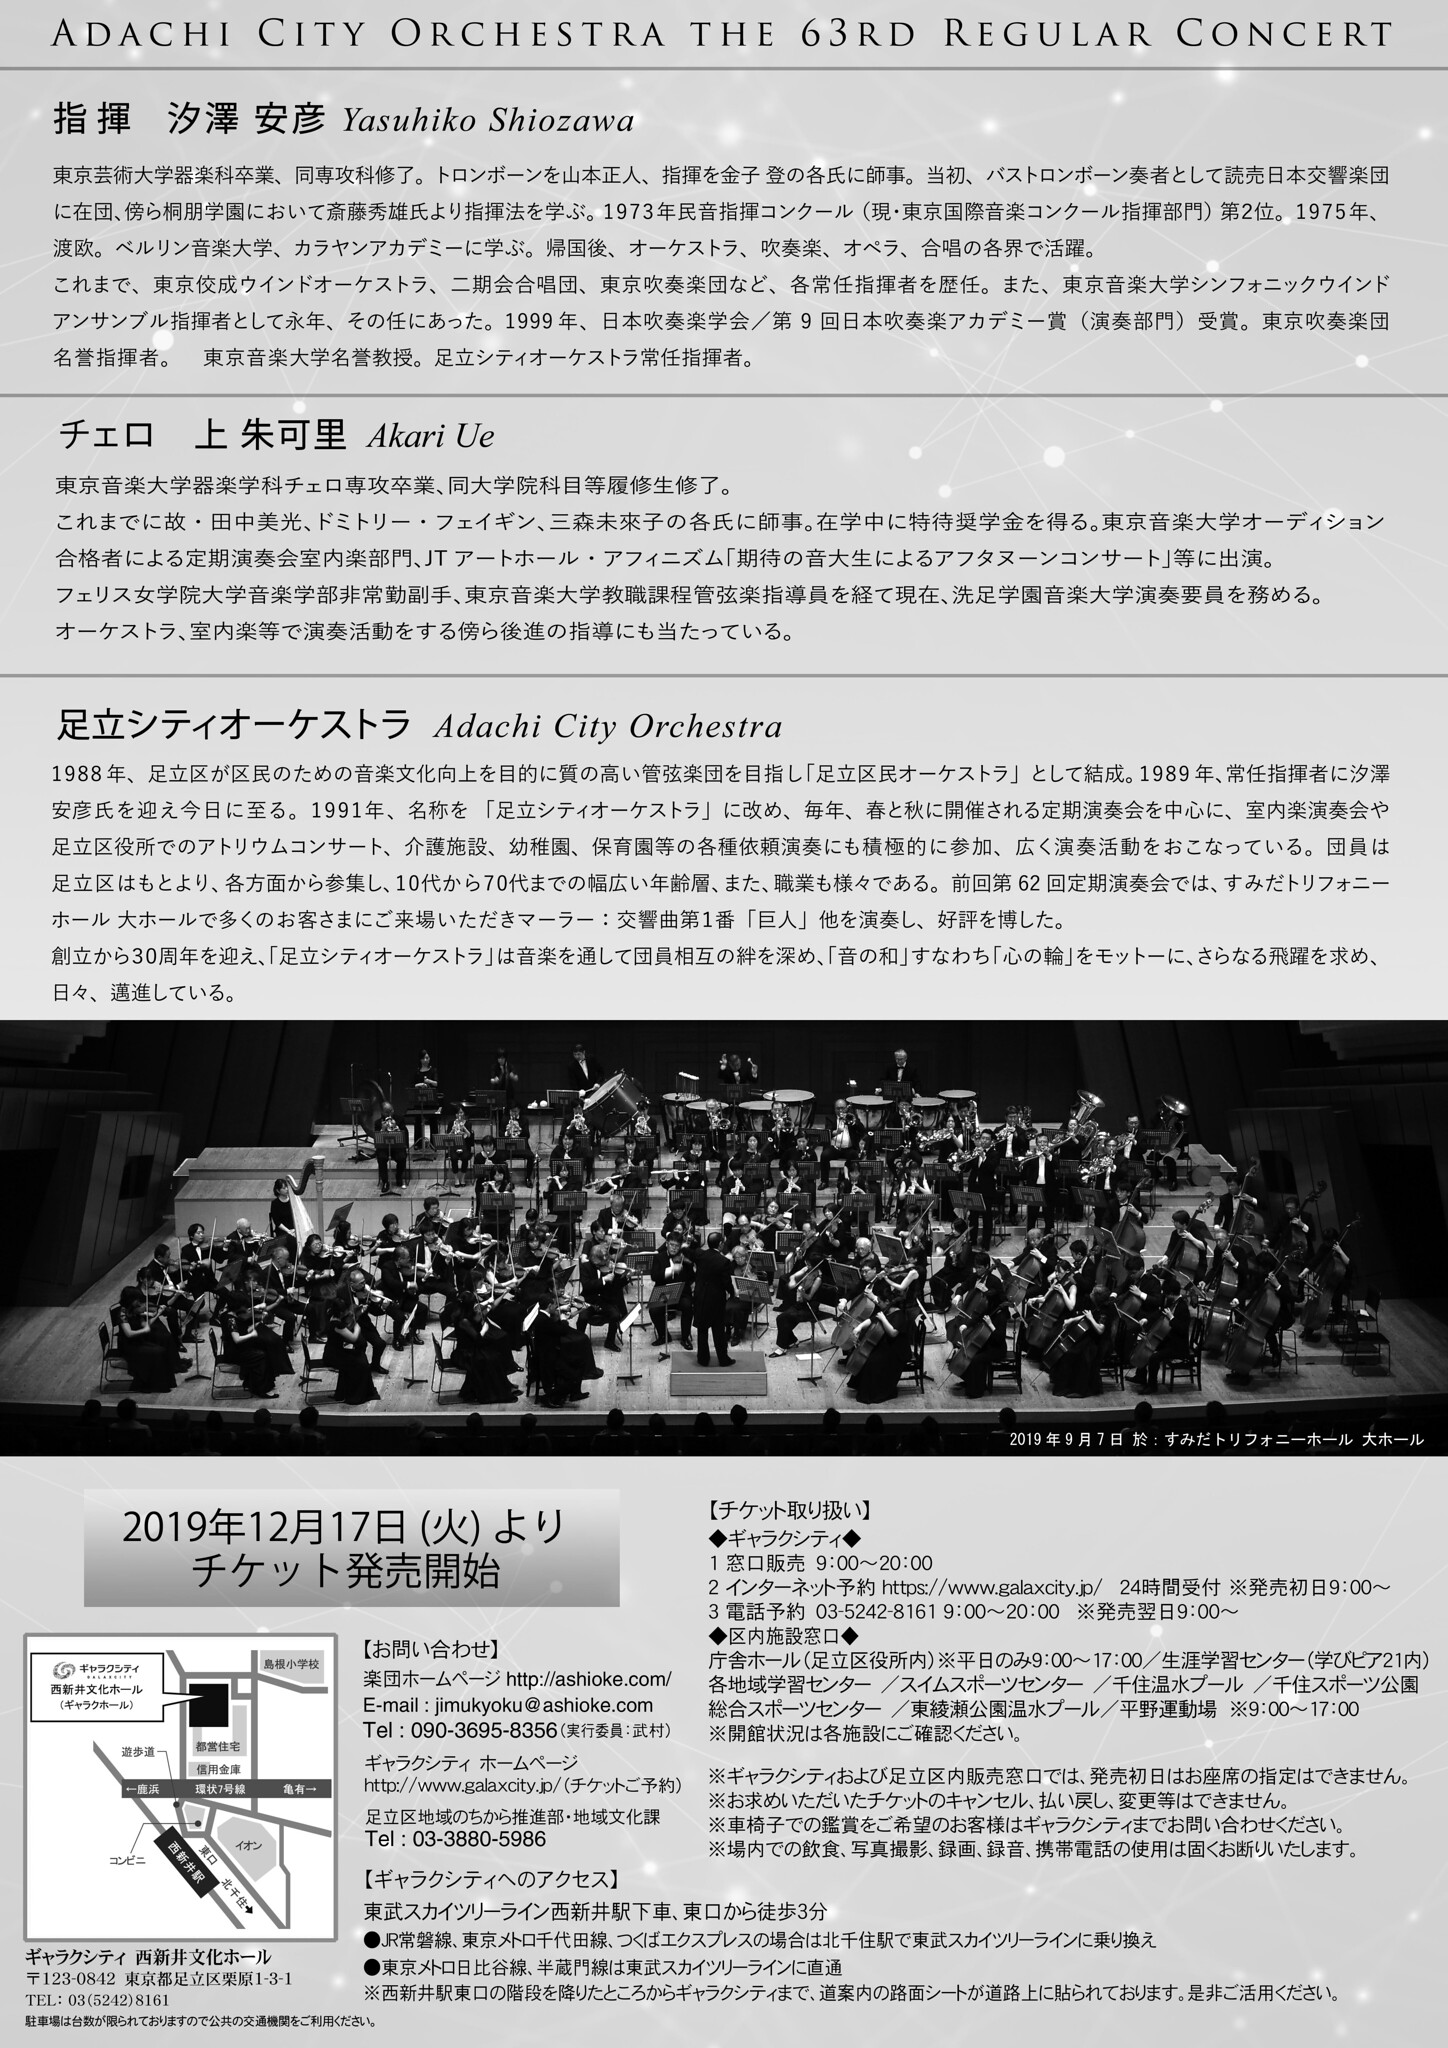 ADACHI CITY ORCHESTRA THE 63RD REGULAR CONCERT
指揮　汐澤 安彦 Yasuhiko Shiozawa
東京芸術大学器楽科卒業、同専攻科修了。トロンボーンを山本正人、指揮を金子 登の各氏に師事。当初、バストロンボーン奏者として読売日本交響楽団
に在団、傍ら桐朋学園において斎藤秀雄氏より指揮法を学ぶ。1973年民音指揮コンクール（現・東京国際音楽コンクール指揮部門）第2位。1975年、
渡欧。ベルリン音楽大学、カラヤンアカデミーに学ぶ。帰国後、オーケストラ、吹奏楽、オペラ、合唱の各界で活躍。
これまで、東京佼成ウインドオーケストラ、二期会合唱団、東京吹奏楽団など、各常任指揮者を歴任。また、東京音楽大学シンフォニックウインド
アンサンブル指揮者として永年、その任にあった。1999年、日本吹奏楽学会／第９回日本吹奏楽アカデミー賞（演奏部門）受賞。東京吹奏楽団
名誉指揮者。　東京音楽大学名誉教授。足立シティオーケストラ常任指揮者。
チェロ　上 朱可里 Akari Ue
東京音楽大学器楽学科チェロ専攻卒業、同大学院科目等履修生修了。
これまでに故・田中美光、ドミトリー・フェイギン、三森未來子の各氏に師事。在学中に特待奨学金を得る。東京音楽大学オーディション
合格者による定期演奏会室内楽部門、JT アートホール・アフィニズム「期待の音大生によるアフタヌーンコンサート」等に出演。
フェリス女学院大学音楽学部非常勤副手、東京音楽大学教職課程管弦楽指導員を経て現在、洗足学園音楽大学演奏要員を務める。
オーケストラ、室内楽等で演奏活動をする傍ら後進の指導にも当たっている。
足立シティオーケストラ Adachi City Orchestra
1988年、足立区が区民のための音楽文化向上を目的に質の高い管弦楽団を目指し「足立区民オーケストラ」として結成。1989年、常任指揮者に汐澤
安彦氏を迎え今日に至る。1991年、名称を「足立シティオーケストラ」に改め、毎年、春と秋に開催される定期演奏会を中心に、室内楽演奏会や
足立区役所でのアトリウムコンサート、介護施設、幼稚園、保育園等の各種依頼演奏にも積極的に参加、広く演奏活動をおこなっている。団員は
足立区はもとより、各方面から参集し、10代から70代までの幅広い年齢層、また、職業も様々である。前回第62回定期演奏会では、すみだトリフォニー
ホール 大ホールで多くのお客さまにご来場いただきマーラー：交響曲第1番「巨人」他を演奏し、好評を博した。
創立から30周年を迎え、「足立シティオーケストラ」は音楽を通して団員相互の絆を深め、「音の和」すなわち「心の輪」をモットーに、さらなる飛躍を求め、
日々、邁進している。
2019年9月7日 於：すみだトリフォニーホール 大ホール
2019年12月17日 (火) より
チケット発売開始
ギャラクシティ
GALAXCITY
西新井文化ホール
（ギャラクホール）
島根小学校
都営住宅
信用金庫
遊歩道
←鹿浜　環状7号線　亀有→
コンビニ
西新井駅
東口
イオン
北千住
ギャラクシティ 西新井文化ホール
〒123-0842 東京都足立区栗原1-3-1
TEL： 03(5242)8161
駐車場は台数が限られておりますので公共の交通機関をご利用ください。
【お問い合わせ】
楽団ホームページ http://ashioke.com/
E-mail : jimukyoku@ashioke.com
Tel : 090-3695-8356（実行委員：武村）
ギャラクシティ ホームページ
http://www.galaxcity.jp/（チケットご予約）
足立区地域のちから推進部・地域文化課
Tel : 03-3880-5986
【チケット取り扱い】
◆ギャラクシティ◆
1 窓口販売 9:00～20:00
2 インターネット予約 https://www.galaxcity.jp/ 24時間受付 ※発売初日9:00～
3 電話予約 03-5242-8161 9:00～20:00 ※発売翌日9:00～
◆区内施設窓口◆
庁舎ホール（足立区役所内）※平日のみ9:00～17:00／生涯学習センター（学びピア21内）
各地域学習センター ／スイムスポーツセンター ／千住温水プール ／千住スポーツ公園
総合スポーツセンター ／東綾瀬公園温水プール／平野運動場 ※9:00～17:00
※開館状況は各施設にご確認ください。
※ギャラクシティおよび足立区内販売窓口では、発売初日はお座席の指定はできません。
※お求めいただいたチケットのキャンセル、払い戻し、変更等はできません。
※車椅子での鑑賞をご希望のお客様はギャラクシティまでお問い合わせください。
※場内での飲食、写真撮影、録画、録音、携帯電話の使用は固くお断りいたします。
【ギャラクシティへのアクセス】
東武スカイツリーライン西新井駅下車、東口から徒歩3分
●JR常磐線、東京メトロ千代田線、つくばエクスプレスの場合は北千住駅で東武スカイツリーラインに乗り換え
●東京メトロ日比谷線、半蔵門線は東武スカイツリーラインに直通
※西新井駅東口の階段を降りたところからギャラクシティまで、道案内の路面シートが道路上に貼られております。是非ご活用ください。